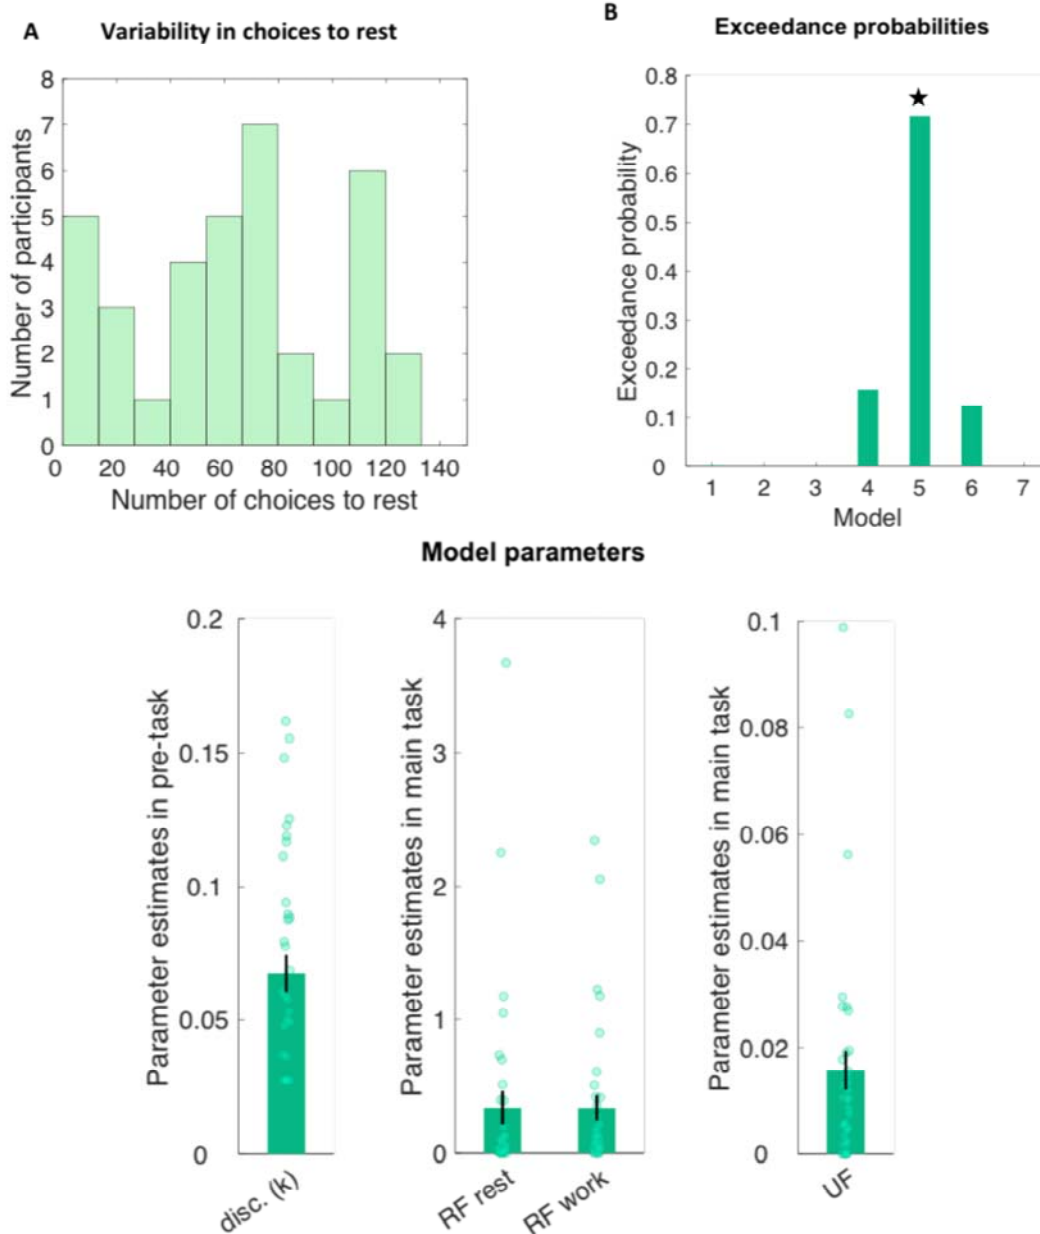 A
Variability in choices to rest
8
7
6
5
4
3
2
1
0
0 20 40 60 80 100 120 140
Number of participants
Number of choices to rest
B
Exceedance probabilities
0.8
0.7
0.6
0.5
0.4
0.3
0.2
0.1
0
1 2 3 4 5 6 7
Exceedance probability
Model
Model parameters
0.2
0.15
0.1
0.05
0
Parameter estimates in pre-task
disc. (k)
4
3
2
1
0
Parameter estimates in main task
RF rest
RF work
0.1
0.08
0.06
0.04
0.02
0
Parameter estimates in main task
UF